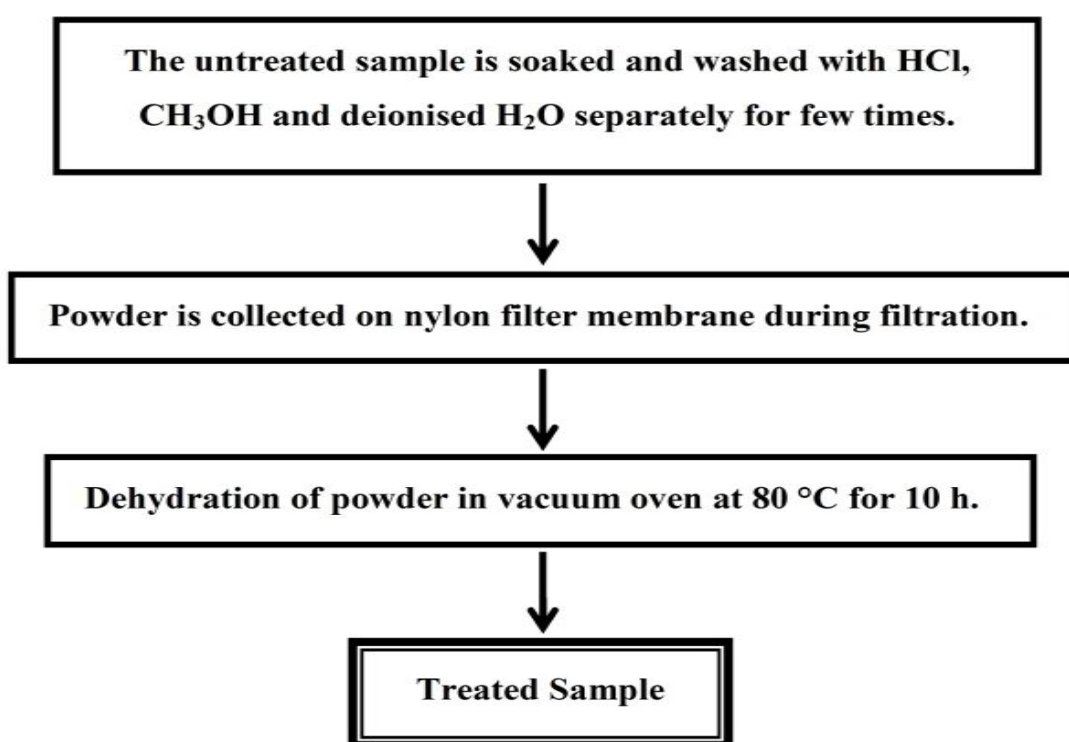 The untreated sample is soaked and washed with HCl,
CH₃OH and deionised H₂O separately for few times.
Powder is collected on nylon filter membrane during filtration.
Dehydration of powder in vacuum oven at 80 °C for 10 h.
Treated Sample